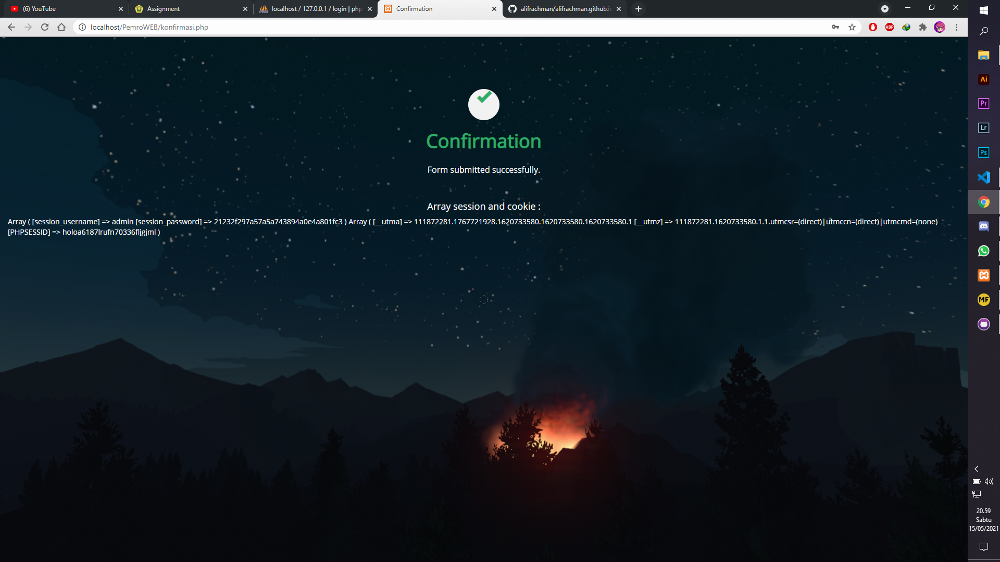 (6) YouTube
Assignment
localhost / 127.0.0.1 / login | php
Confirmation
alifrachman/alifrachman.github.io
localhost/PemroWEB/konfirmasi.php
ABP
Confirmation
Form submitted successfully.
Array session and cookie :
Array ( [session_username] => admin [session_password] => 21232f297a57a5a743894a0e4a801fc3 ) Array ( [__utma] => 111872281.1767721928.1620733580.1620733580.1620733580.1 [__utmz] => 111872281.1620733580.1.1.utmcsr=(direct)|utmccn=(direct)|utmcmd=(none)
[PHPSESSID] => holoa6187lrufn70336fljgjml )
Ai
Pr
Lr
Ps
MF
20.59
Sabtu
15/05/2021